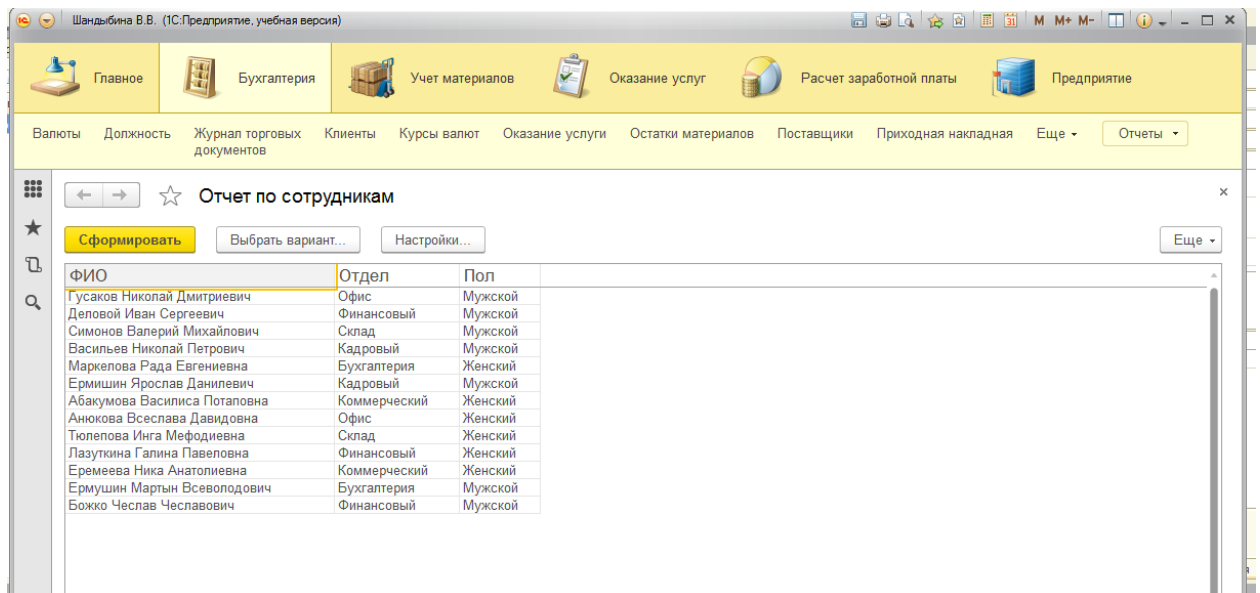 Шандыбина В.В. (1С:Предприятие, учебная версия)
31 M M+ M-
Главное Бухгалтерия Учет материалов Оказание услуг Расчет заработной платы Предприятие
Валюты Должность Журнал торговых документов Клиенты Курсы валют Оказание услуги Остатки материалов Поставщики Приходная накладная Еще Отчеты
Отчет по сотрудникам
Сформировать Выбрать вариант... Настройки... Еще
ФИО Отдел Пол
Гусаков Николай Дмитриевич Офис Мужской
Деловой Иван Сергеевич Финансовый Мужской
Симонов Валерий Михайлович Склад Мужской
Васильев Николай Петрович Кадровый Мужской
Маркелова Рада Евгениевна Бухгалтерия Женский
Ермишин Ярослав Данилевич Кадровый Мужской
Абакумова Василиса Потаповна Коммерческий Женский
Анюкова Всеслава Давидовна Офис Женский
Тюлепова Инга Мефодиевна Склад Женский
Лазуткина Галина Павеловна Финансовый Женский
Еремеева Ника Анатолиевна Коммерческий Женский
Ермушин Мартын Всеволодович Бухгалтерия Мужской
Божко Чеслав Чеславович Финансовый Мужской